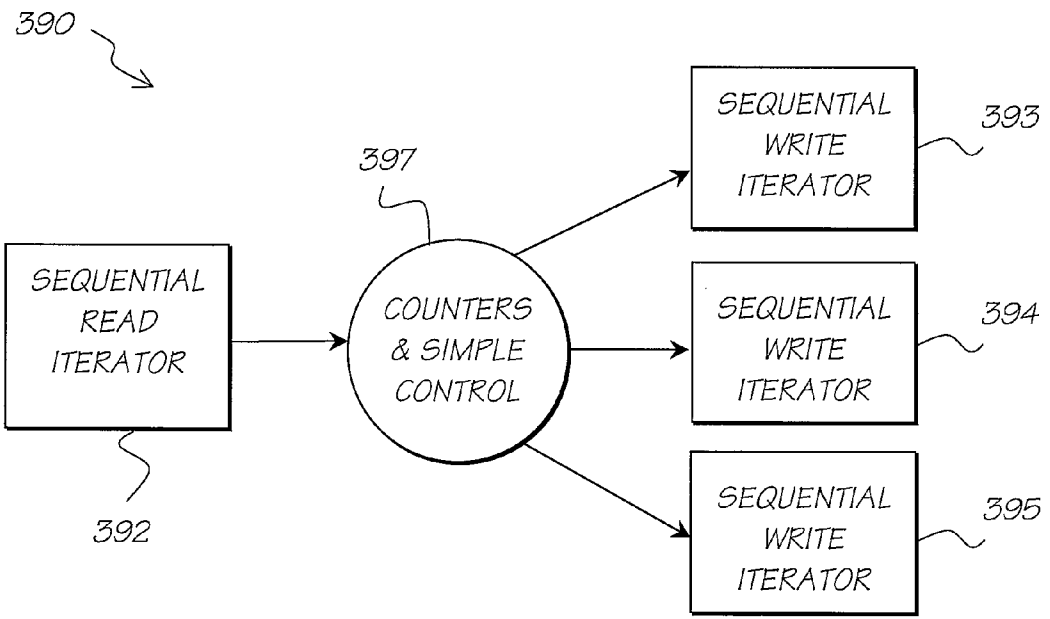 390
397
SEQUENTIAL
READ
ITERATOR
392
COUNTERS
& SIMPLE
CONTROL
SEQUENTIAL
WRITE
ITERATOR
393
SEQUENTIAL
WRITE
ITERATOR
394
SEQUENTIAL
WRITE
ITERATOR
395